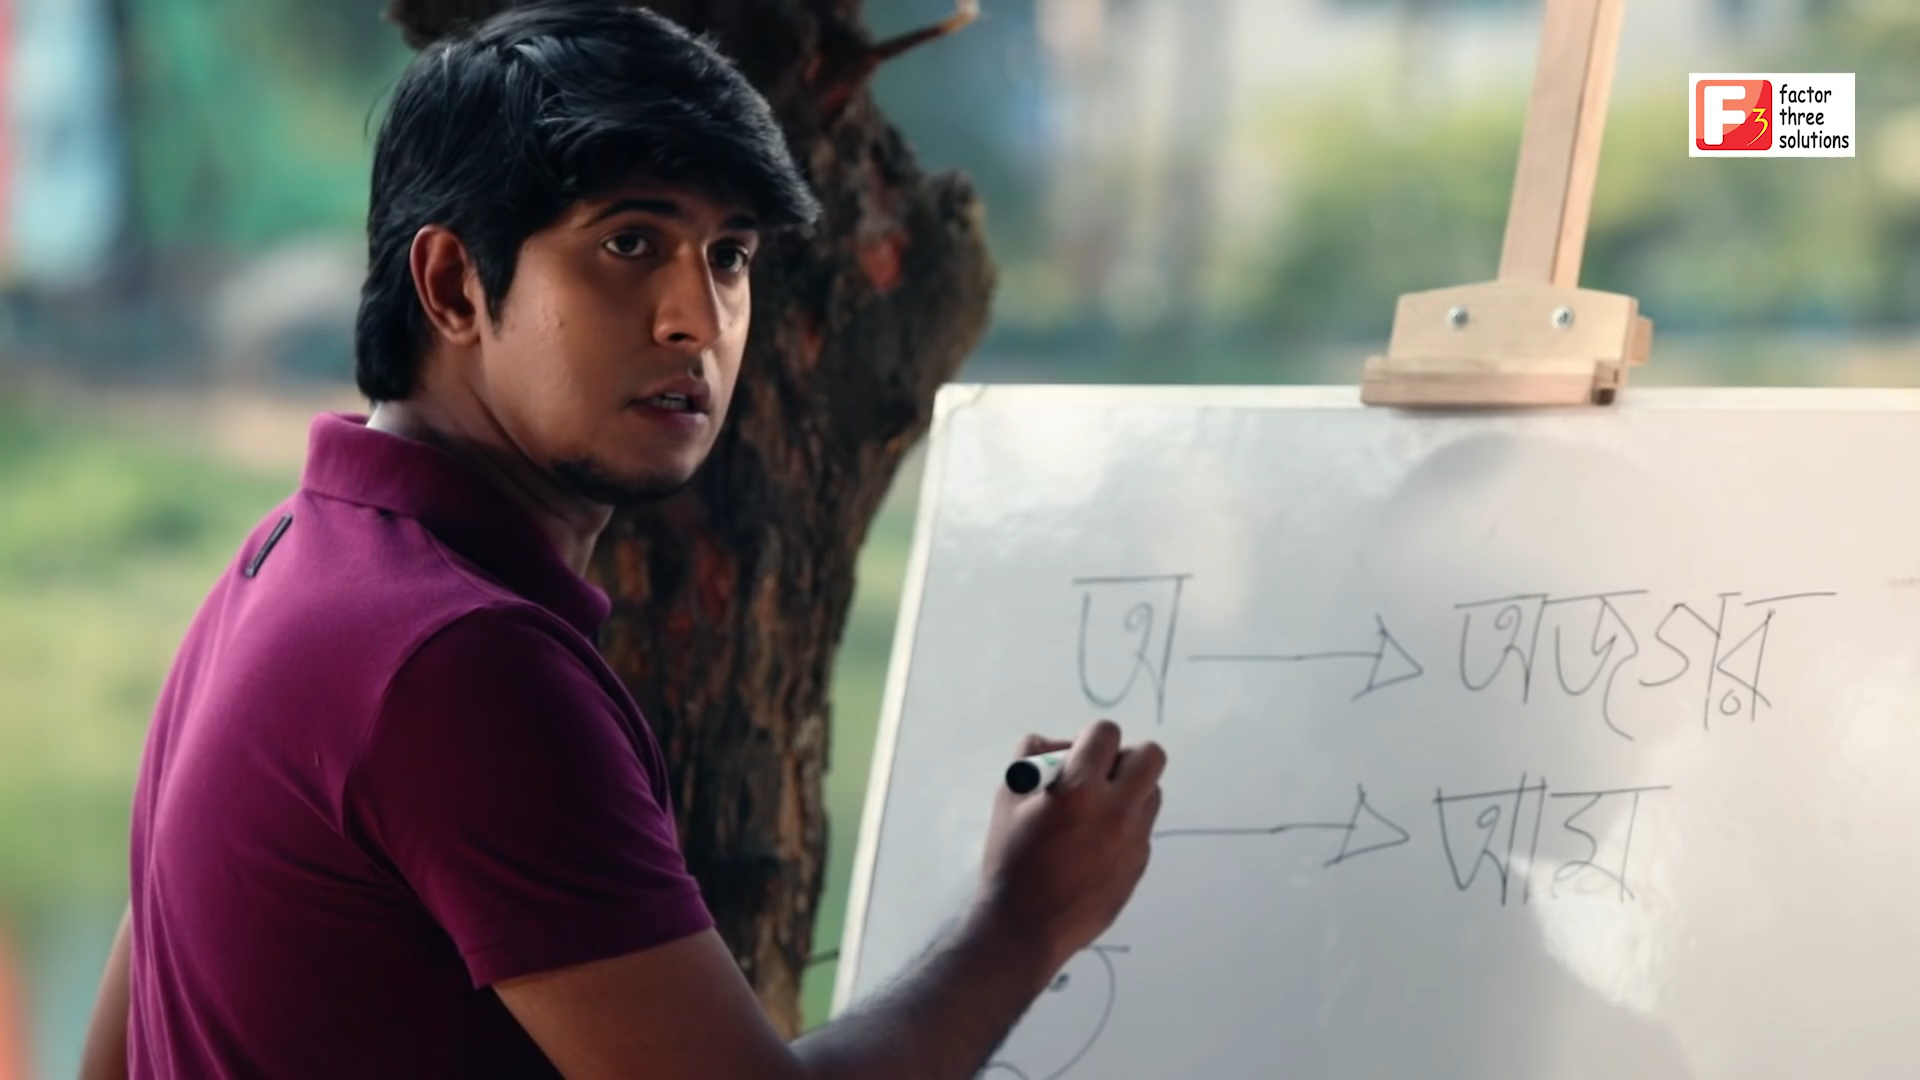 factor
three
solutions
অ → অজগর
→ আম